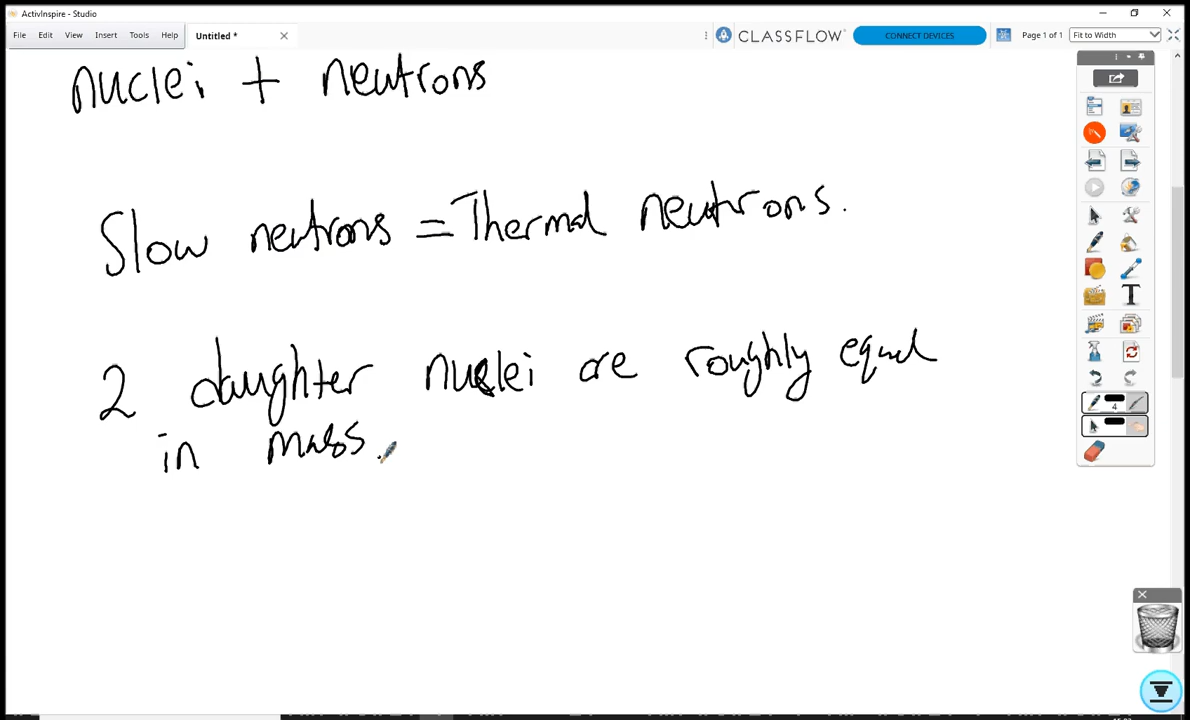 ActivInspire - Studio
File Edit View Insert Tools Help Untitled * CLASSFLOW CONNECT DEVICES Page 1 of 1 Fit to Width
nuclei + neutrons
Slow neutrons = Thermal neutrons.
2 daughter nuclei are roughly equal
in mass.
T
4